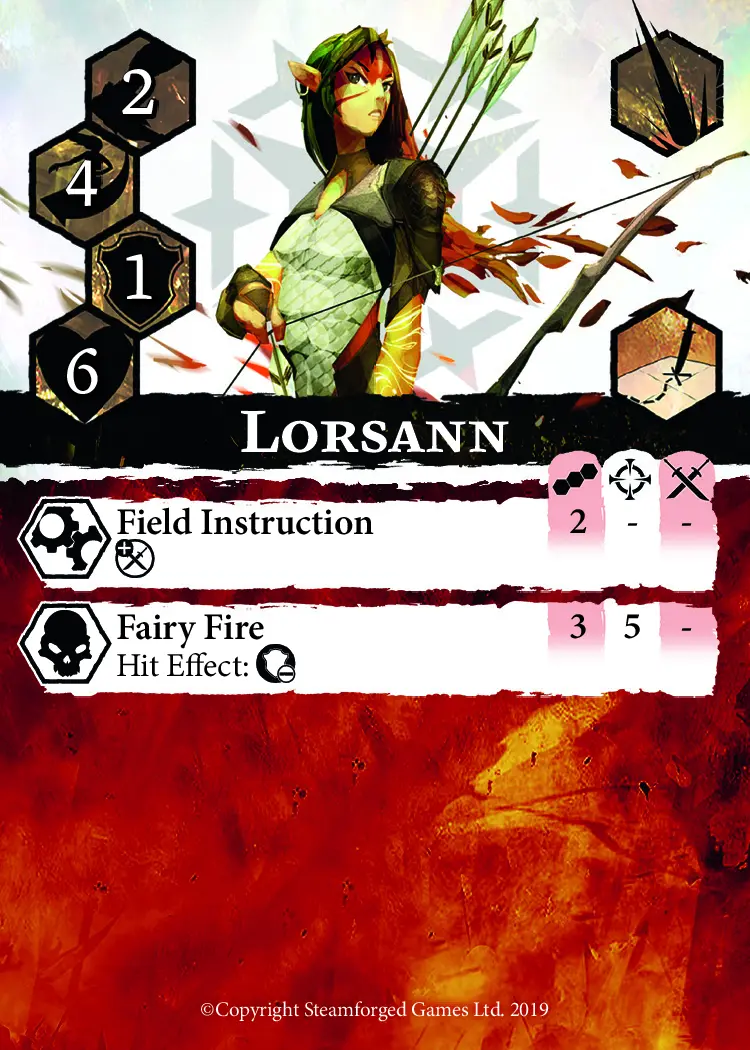 2
4
1
6
LORSANN
Field Instruction 2 - -
Fairy Fire 3 5 -
Hit Effect:
©Copyright Steamforged Games Ltd. 2019